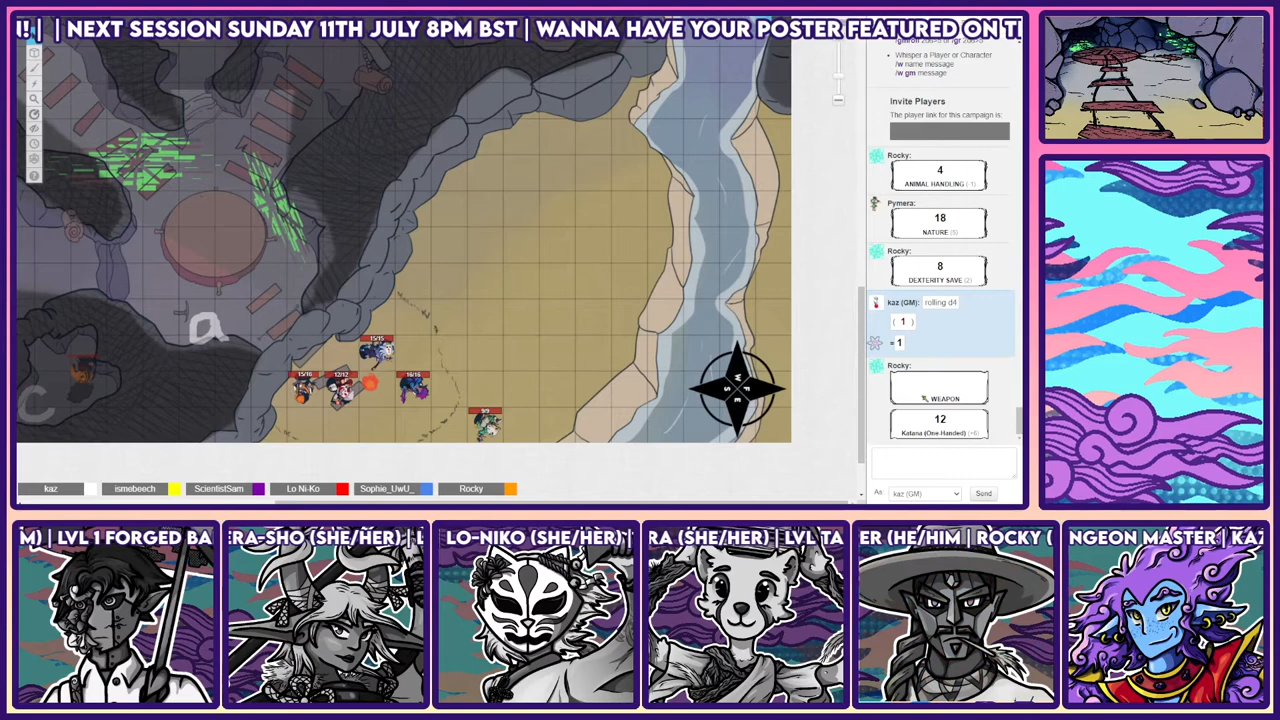 !! | | NEXT SESSION SUNDAY 11TH JULY 8PM BST | WANNA HAVE YOUR POSTER FEATURED ON T
Whisper a Player or Character
/w name message
/w gm message
Invite Players
The player link for this campaign is:
Rocky:
4
ANIMAL HANDLING (-1)
Pymera:
18
NATURE (5)
Rocky:
8
DEXTERITY SAVE (2)
kaz (GM): rolling d4
( 1 )
= 1
Rocky:
WEAPON
12
Katana (One-Handed) (+6)
As: kaz (GM) Send
a
C
15/15
15/16
12/12
16/16
9/9
W
S
E
kaz
ismebeech
ScientistSam
Lo Ni-Ko
Sophie_UwU_
Rocky
M) | LVL 1 FORGED BA
ERA-SHO (SHE/HER) | L
LO-NIKO (SHE/HER)
RA (SHE/HER) | LVL TA
ER (HE/HIM | ROCKY (
NGEON MASTER | KAZ